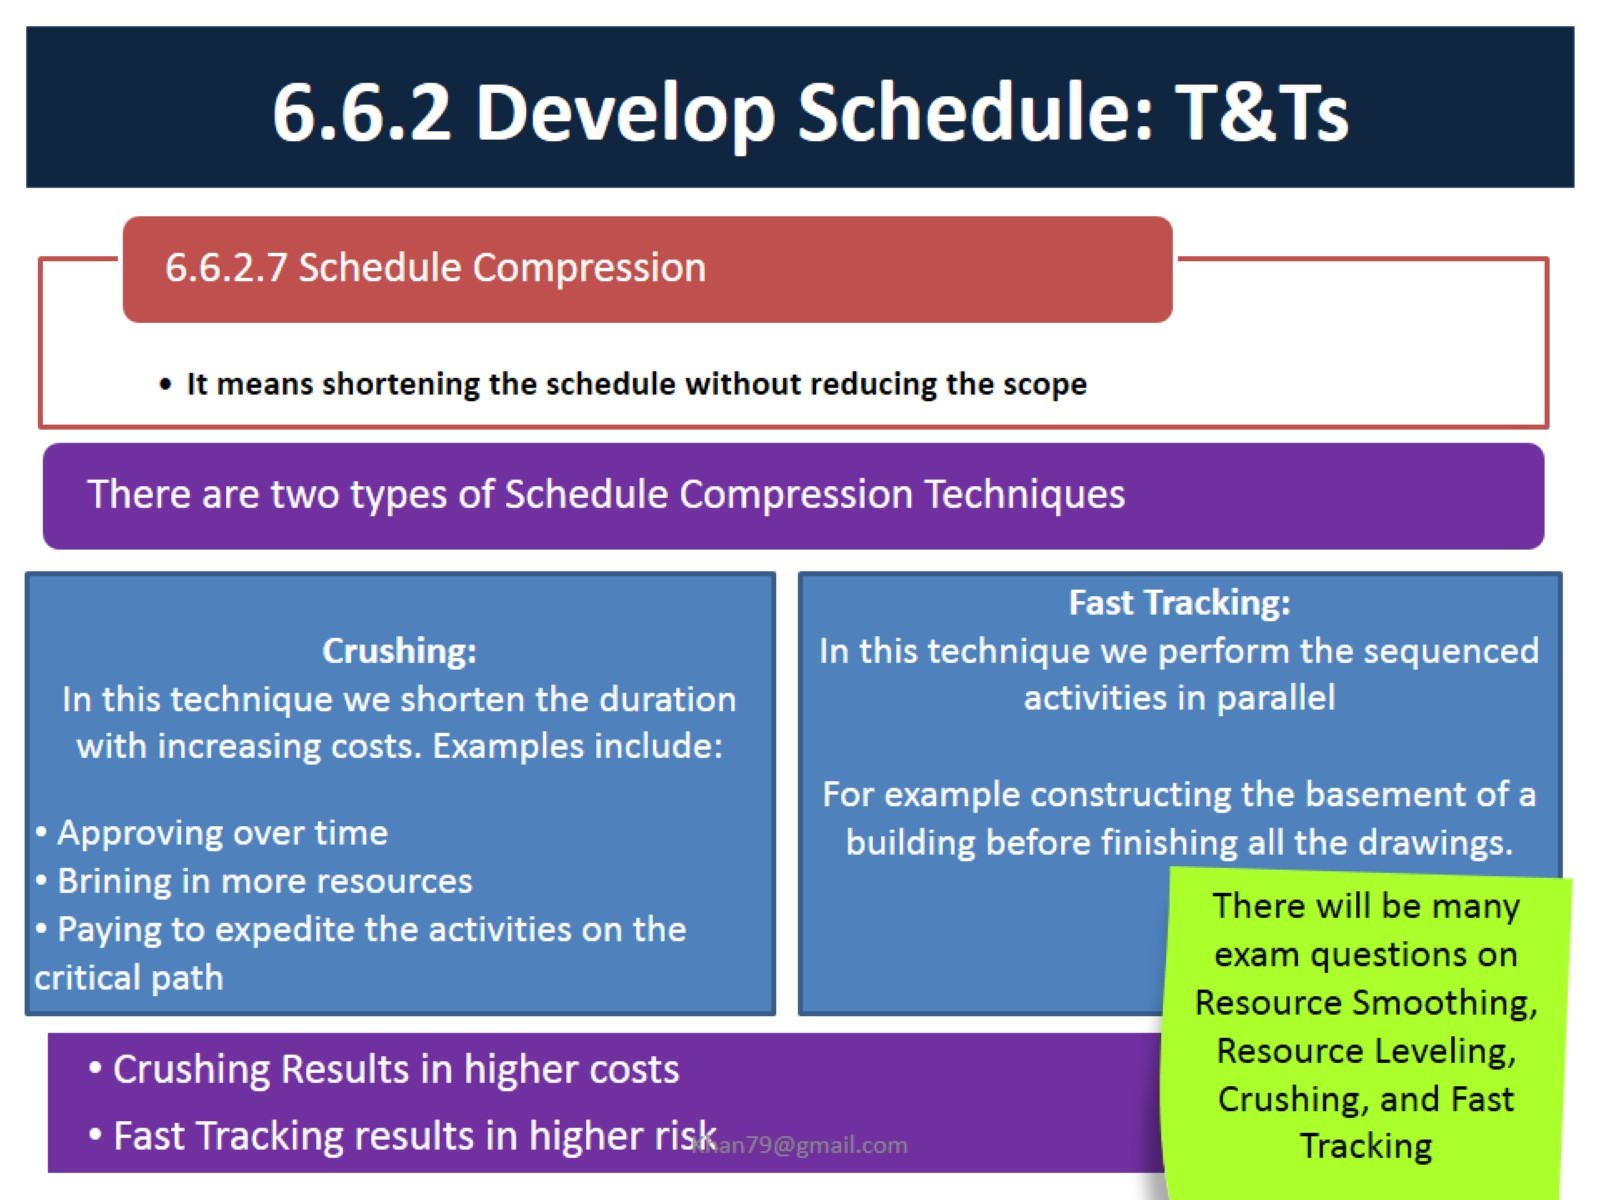 6.6.2 Develop Schedule: T&Ts
6.6.2.7 Schedule Compression
• It means shortening the schedule without reducing the scope
There are two types of Schedule Compression Techniques
Crushing:
In this technique we shorten the duration
with increasing costs. Examples include:
• Approving over time
• Brining in more resources
• Paying to expedite the activities on the
critical path
Fast Tracking:
In this technique we perform the sequenced
activities in parallel
For example constructing the basement of a
building before finishing all the drawings.
• Crushing Results in higher costs
• Fast Tracking results in higher risk
Khan79@gmail.com
There will be many
exam questions on
Resource Smoothing,
Resource Leveling,
Crushing, and Fast
Tracking